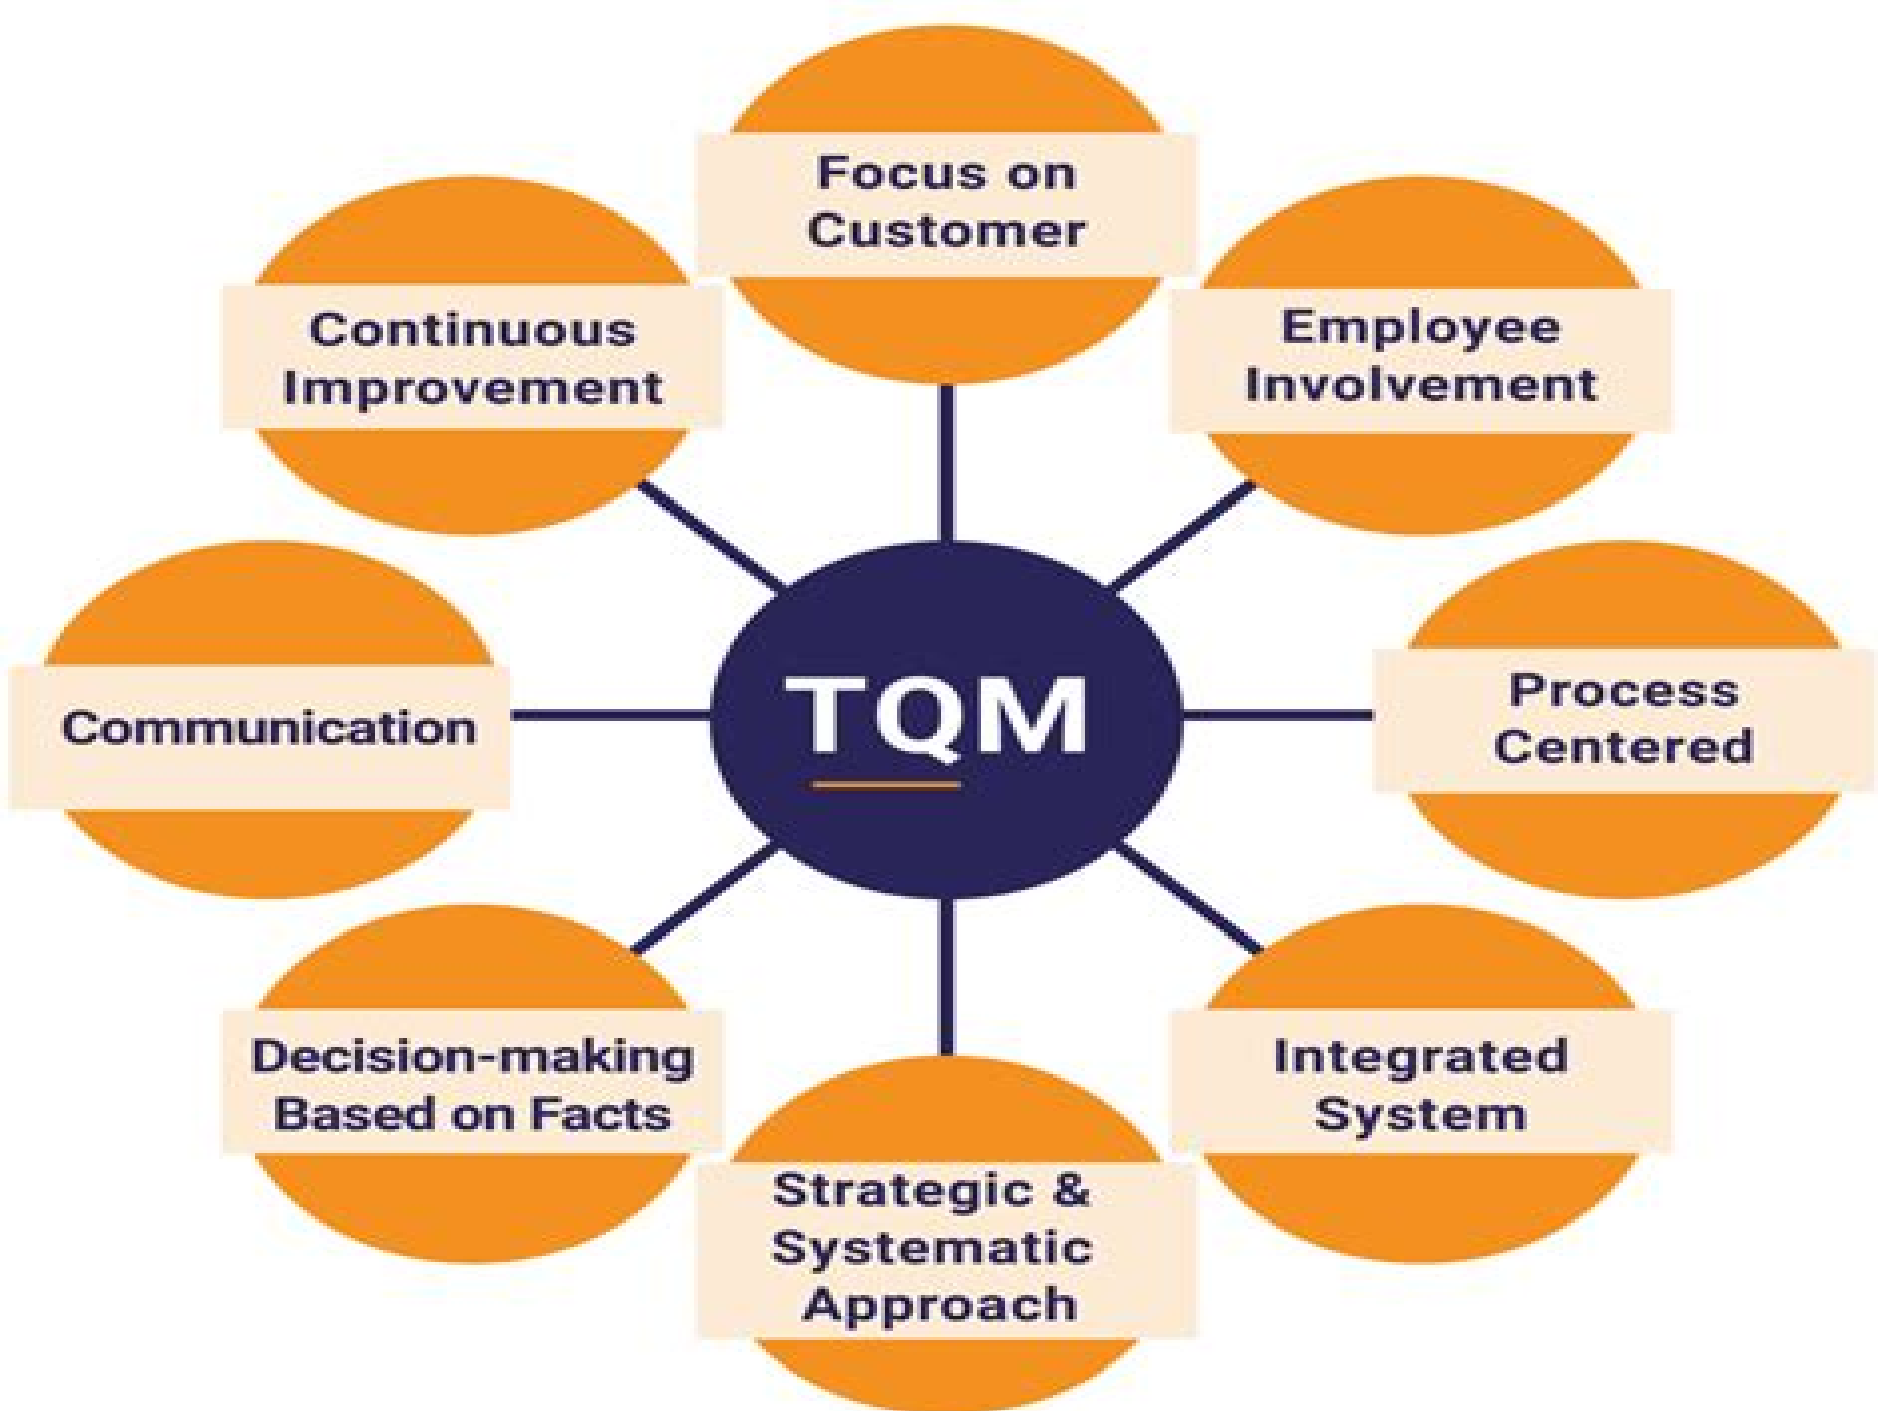 Focus on
Customer
Continuous
Improvement
Employee
Involvement
Communication
TQM
Process
Centered
Decision-making
Based on Facts
Integrated
System
Strategic &
Systematic
Approach